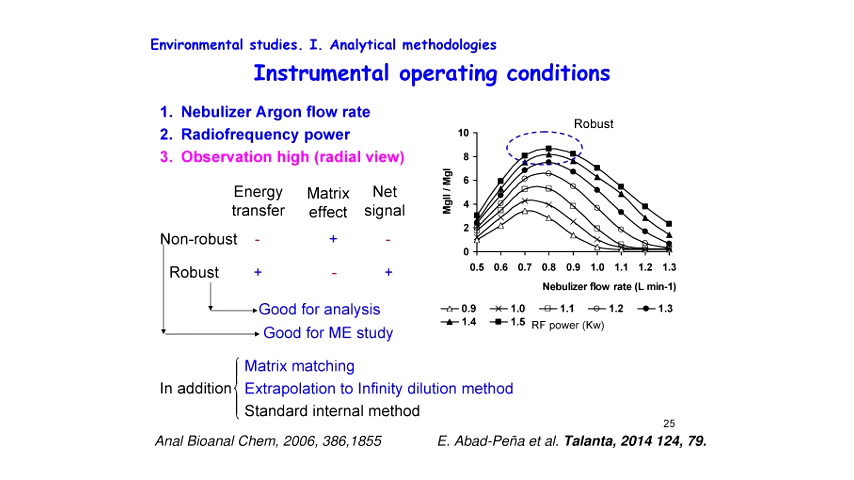 Environmental studies. I. Analytical methodologies
Instrumental operating conditions
1. Nebulizer Argon flow rate
2. Radiofrequency power
3. Observation high (radial view)
Energy transfer
Matrix effect
Net signal
Non-robust - + -
Robust + - +
Good for analysis
Good for ME study
In addition
Matrix matching
Extrapolation to Infinity dilution method
Standard internal method
Robust
MgII / MgI
10
8
6
4
2
0
0.5 0.6 0.7 0.8 0.9 1.0 1.1 1.2 1.3
Nebulizer flow rate (L min-1)
0.9 1.0 1.1 1.2 1.3
1.4 1.5 RF power (Kw)
25
Anal Bioanal Chem, 2006, 386,1855
E. Abad-Peña et al. Talanta, 2014 124, 79.